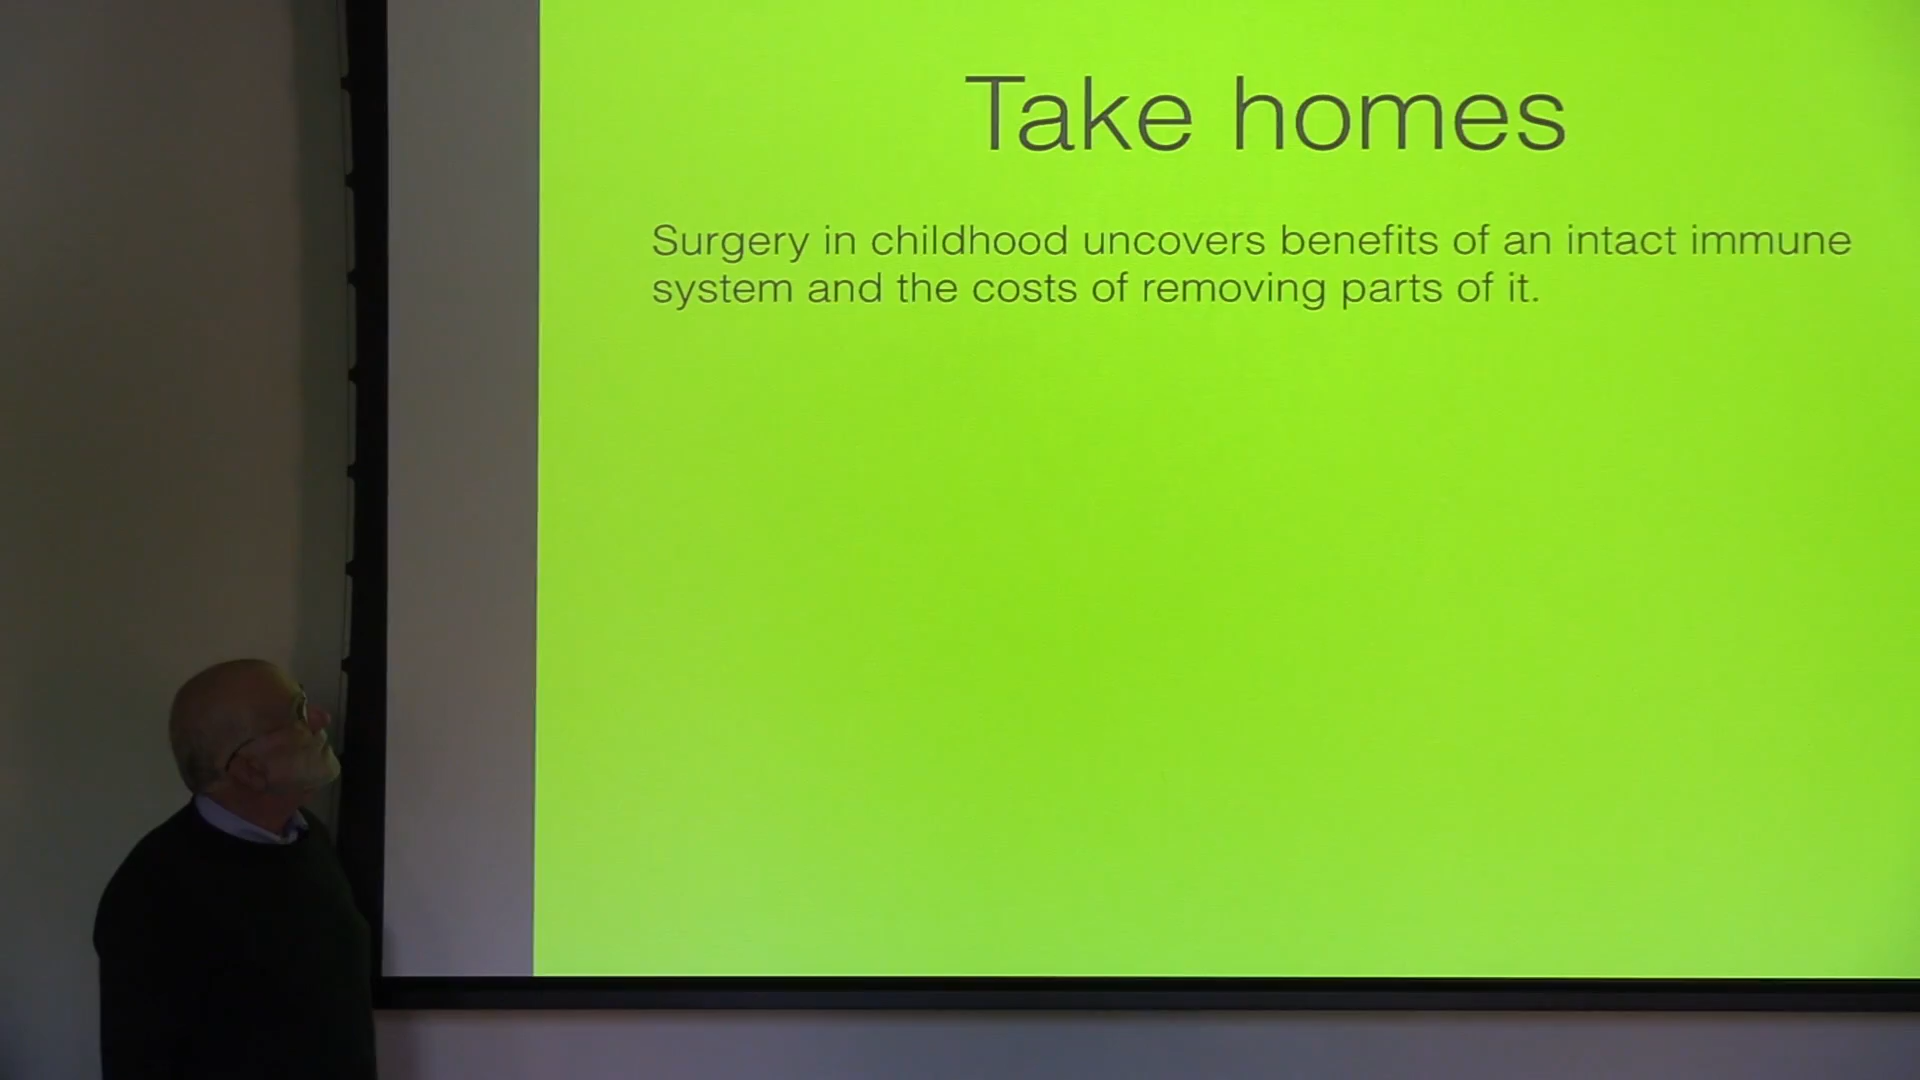 Take homes
Surgery in childhood uncovers benefits of an intact immune
system and the costs of removing parts of it.